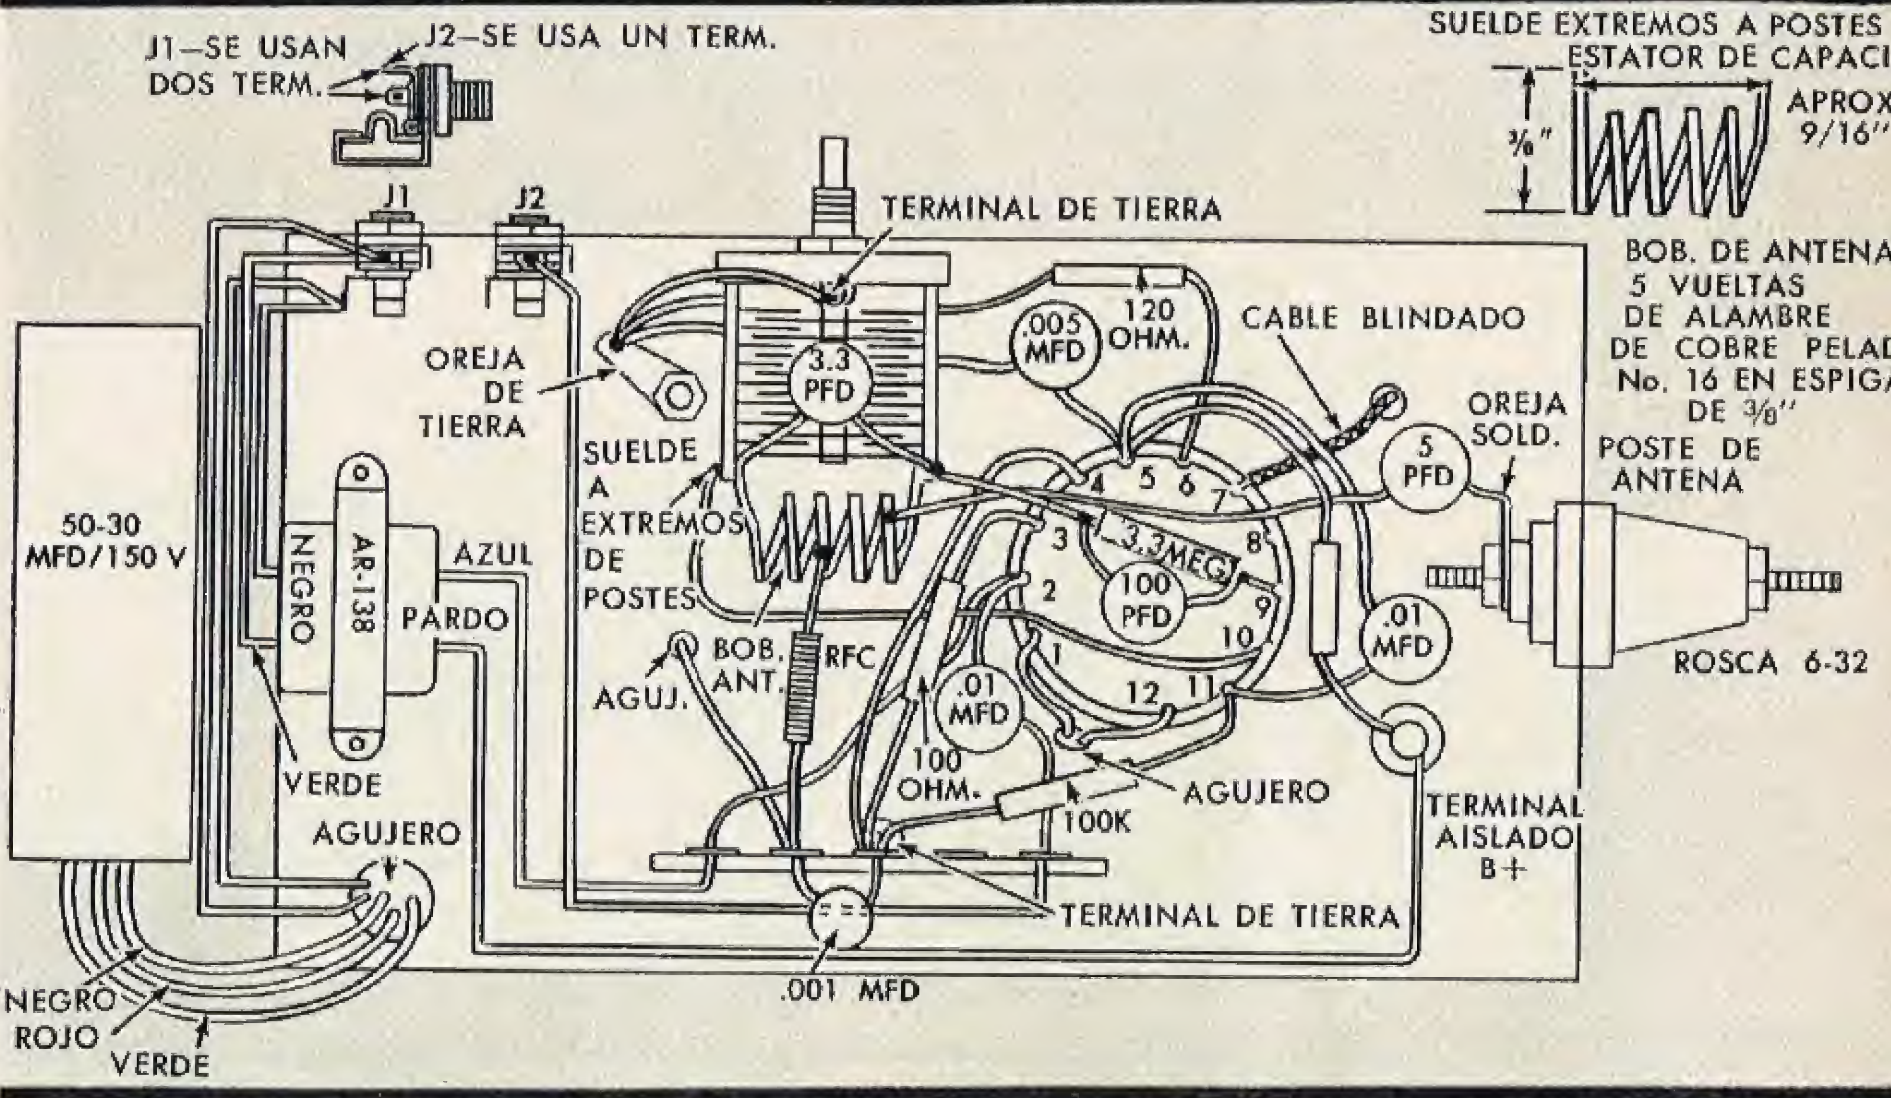 J1–SE USAN
DOS TERM.
J2–SE USA UN TERM.
SUELDE EXTREMOS A POSTES
ESTATOR DE CAPACI
APROX
9/16"
3/8"
J1
J2
TERMINAL DE TIERRA
BOB. DE ANTENA
5 VUELTAS
DE ALAMBRE
DE COBRE PELAD
No. 16 EN ESPIGA
DE 3/8"
120
OHM.
.005
MFD
CABLE BLINDADO
OREJA
DE
TIERRA
3.3
PFD
OREJA
SOLD.
5
PFD
POSTE DE
ANTENA
SUELDE
A
EXTREMOS
DE
POSTES
50-30
MFD/150 V
NEGRO
AR-138
AZUL
PARDO
4
5
6
7
3
8
3.3MEG
2
100
PFD
9
10
1
12
11
.01
MFD
ROSCA 6-32
AGUJ.
BOB.
ANT.
RFC
.01
MFD
100
OHM.
VERDE
AGUJERO
100K
AGUJERO
TERMINAL
AISLADO
B+
TERMINAL DE TIERRA
.001 MFD
NEGRO
ROJO
VERDE